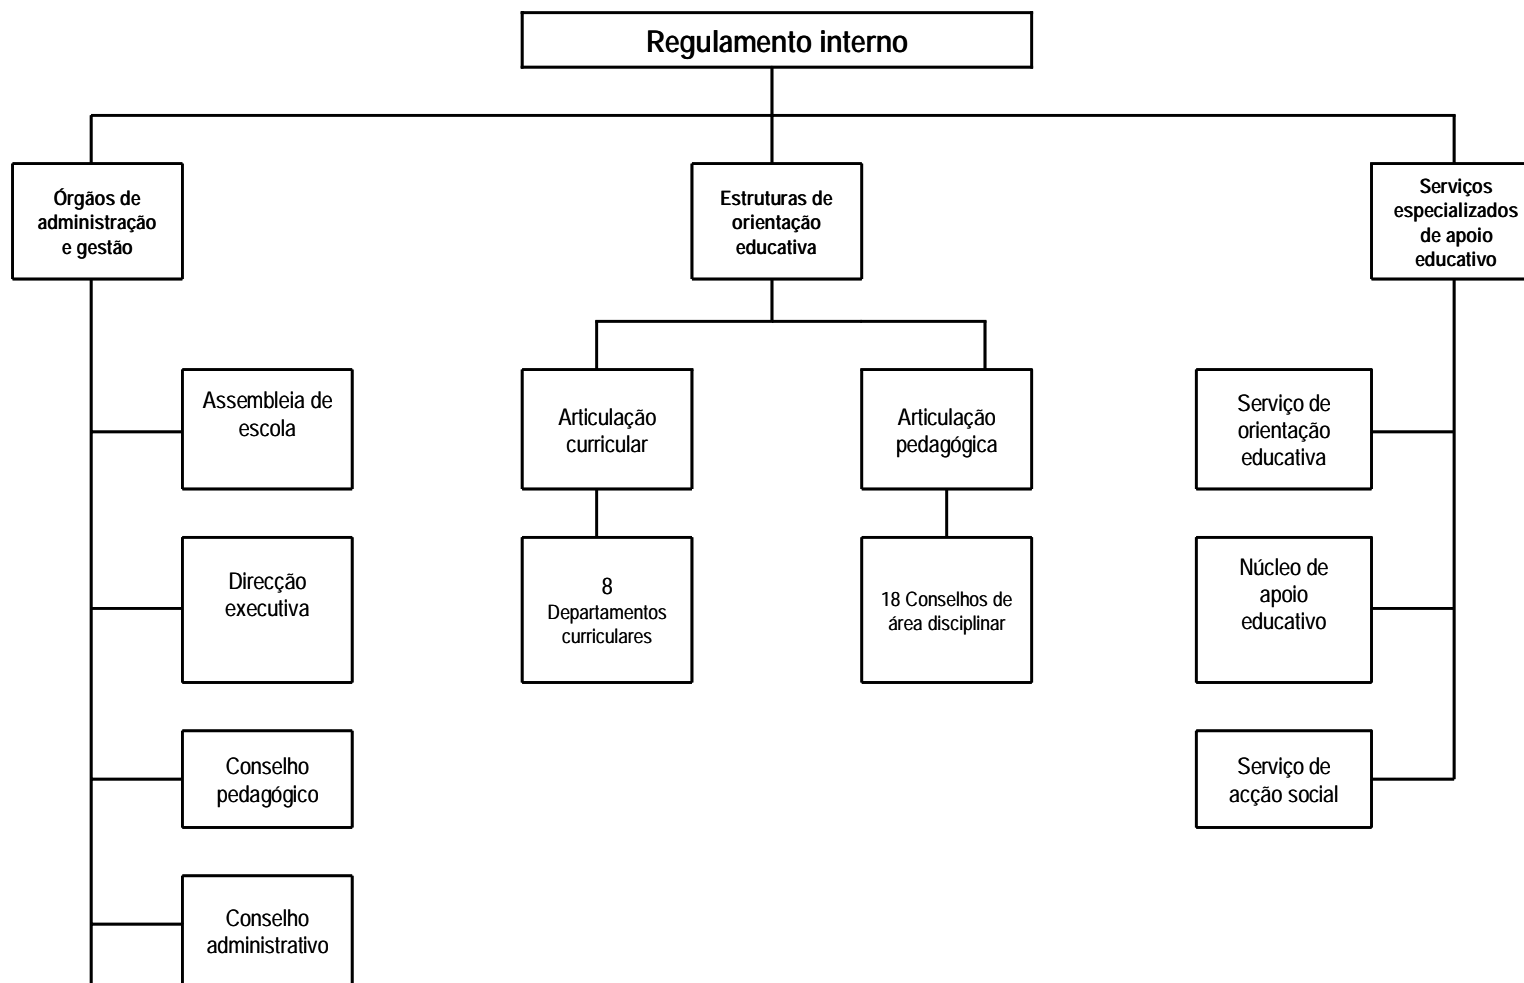 Regulamento interno
Órgãos de
administração
e gestão
Estruturas de
orientação
educativa
Serviços
especializados
de apoio
educativo
Assembleia de
escola
Articulação
curricular
Articulação
pedagógica
Serviço de
orientação
educativa
Direcção
executiva
8
Departamentos
curriculares
18 Conselhos de
área disciplinar
Núcleo de
apoio
educativo
Conselho
pedagógico
Serviço de
acção social
Conselho
administrativo